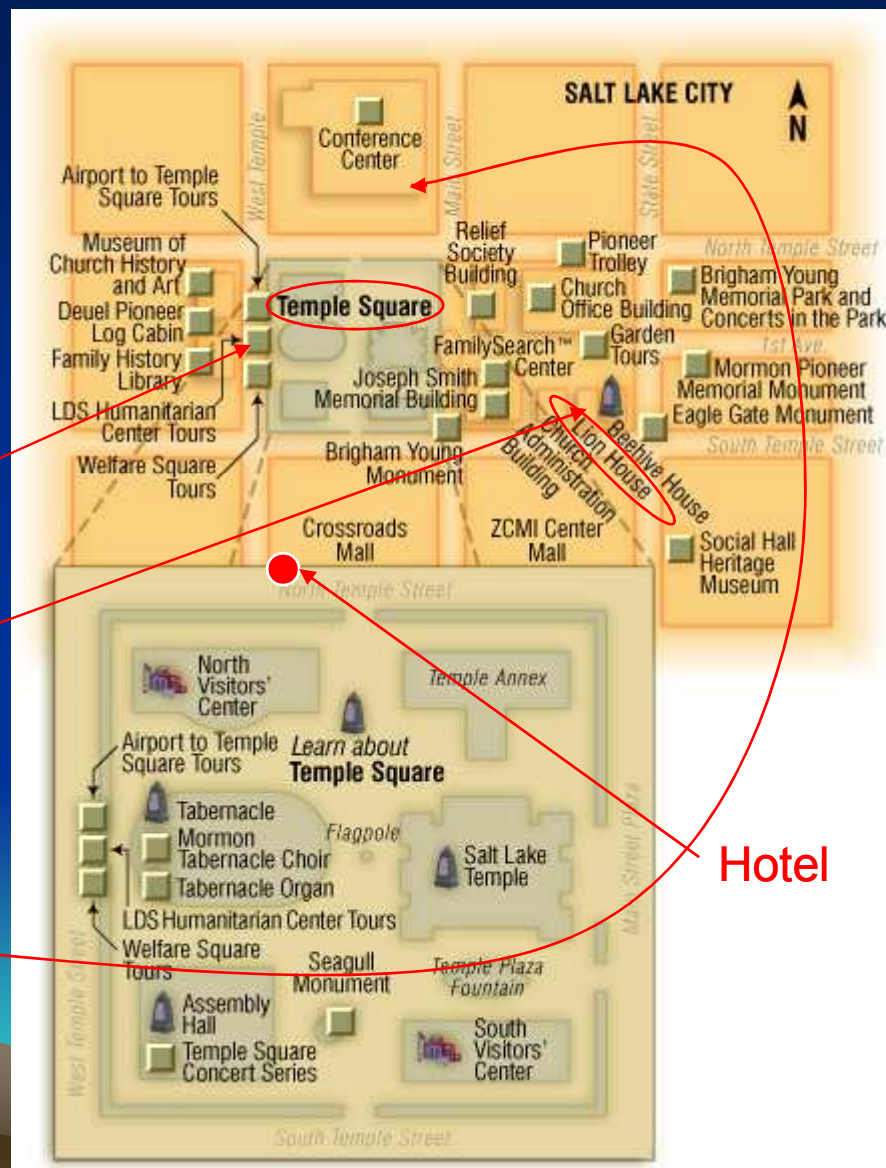 SALT LAKE CITY
N
Conference
Center
West Temple
Main Street
State Street
Airport to Temple
Square Tours
Museum of
Church History
and Art
Deuel Pioneer
Log Cabin
Family History
Library
LDS Humanitarian
Center Tours
Welfare Square
Tours
Temple Square
Relief
Society
Building
Pioneer
Trolley
Church
Office Building
North Temple Street
Brigham Young
Memorial Park and
Concerts in the Park
FamilySearch™
Center
Garden
Tours
1st Ave.
Joseph Smith
Memorial Building
Mormon Pioneer
Memorial Monument
Eagle Gate Monument
South Temple Street
Brigham Young
Monument
Beehive House
Lion House
Church
Administration
Building
Crossroads
Mall
ZCMI Center
Mall
Social Hall
Heritage
Museum
North Temple Street
North
Visitors'
Center
Temple Annex
Learn about
Temple Square
Airport to Temple
Square Tours
Tabernacle
Mormon
Tabernacle Choir
Tabernacle Organ
Flagpole
Salt Lake
Temple
Main Street Plaza
Hotel
LDS Humanitarian Center Tours
Welfare Square
Tours
Seagull
Monument
Temple Plaza
Fountain
West Temple Street
Assembly
Hall
Temple Square
Concert Series
South
Visitors'
Center
South Temple Street